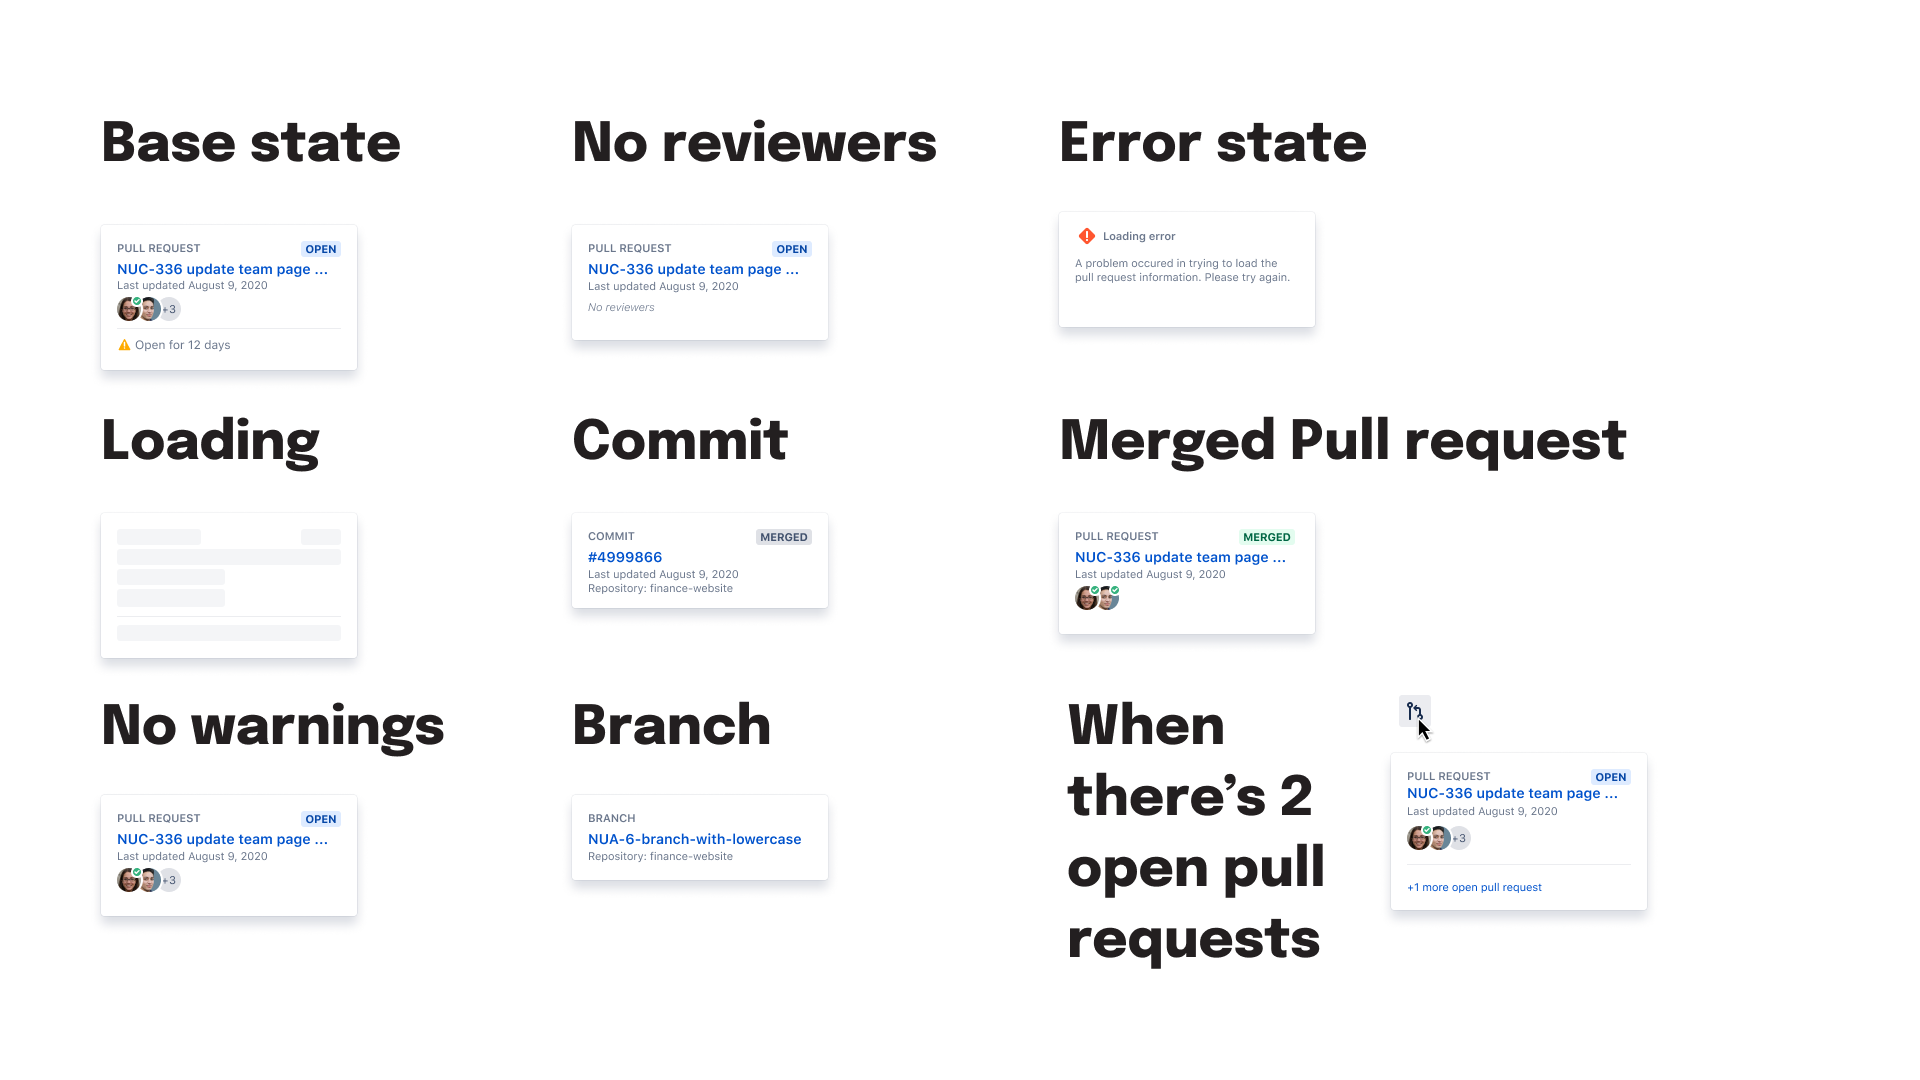 Base state
PULL REQUEST
OPEN
NUC-336 update team page ...
Last updated August 9, 2020
+3
Open for 12 days
No reviewers
PULL REQUEST
OPEN
NUC-336 update team page ...
Last updated August 9, 2020
No reviewers
Error state
Loading error
A problem occured in trying to load the
pull request information. Please try again.
Loading
Commit
COMMIT
MERGED
#4999866
Last updated August 9, 2020
Repository: finance-website
Merged Pull request
PULL REQUEST
MERGED
NUC-336 update team page ...
Last updated August 9, 2020
No warnings
PULL REQUEST
OPEN
NUC-336 update team page ...
Last updated August 9, 2020
+3
Branch
BRANCH
NUA-6-branch-with-lowercase
Repository: finance-website
When
there’s 2
open pull
requests
PULL REQUEST
OPEN
NUC-336 update team page ...
Last updated August 9, 2020
+3
+1 more open pull request